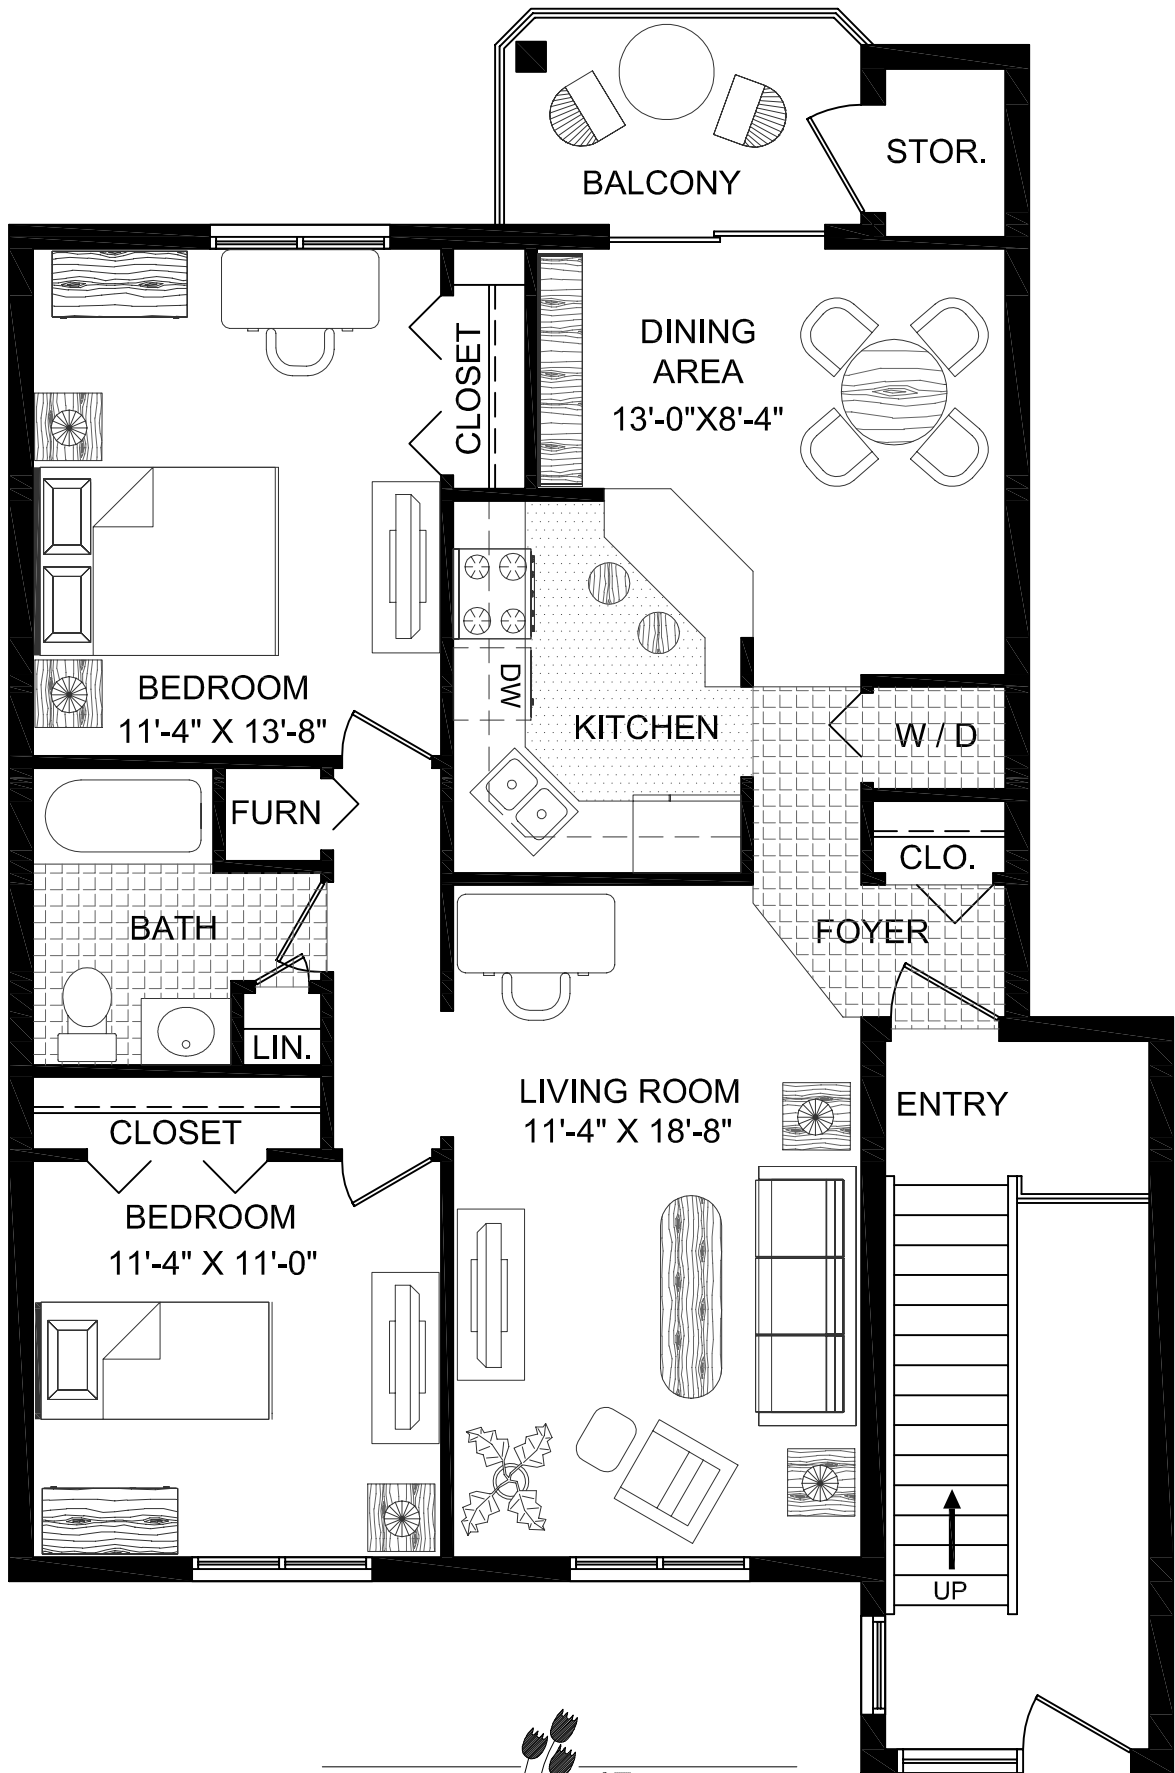 BALCONY
STOR.
DINING
AREA
13'-0"X8'-4"
CLOSET
BEDROOM
11'-4" X 13'-8"
DW
KITCHEN
W / D
FURN
CLO.
BATH
FOYER
LIN.
LIVING ROOM
11'-4" X 18'-8"
ENTRY
CLOSET
BEDROOM
11'-4" X 11'-0"
UP